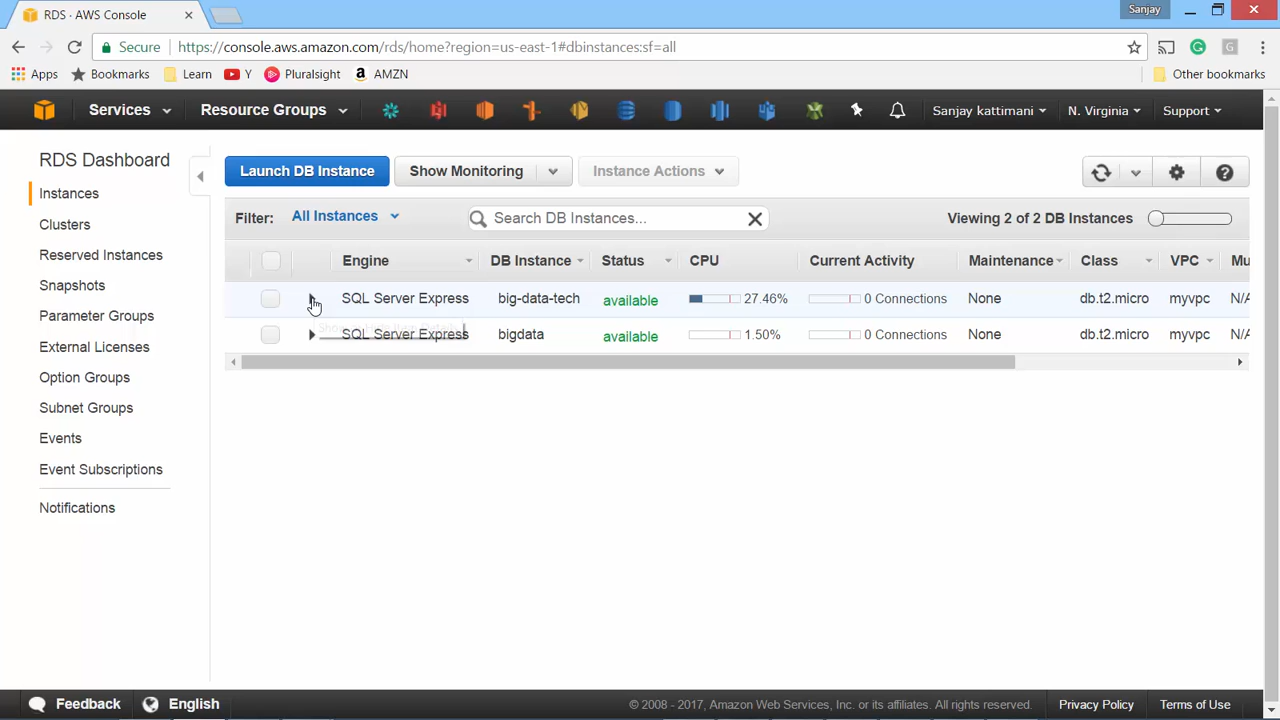 RDS · AWS Console
Sanjay
Secure https://console.aws.amazon.com/rds/home?region=us-east-1#dbinstances:sf=all
Apps Bookmarks Learn Y Pluralsight AMZN Other bookmarks
Services Resource Groups Sanjay kattimani N. Virginia Support
RDS Dashboard
Instances
Clusters
Reserved Instances
Snapshots
Parameter Groups
External Licenses
Option Groups
Subnet Groups
Events
Event Subscriptions
Notifications
Launch DB Instance Show Monitoring Instance Actions
Filter: All Instances Search DB Instances... Viewing 2 of 2 DB Instances
Engine DB Instance Status CPU Current Activity Maintenance Class VPC Mu
SQL Server Express big-data-tech available 27.46% 0 Connections None db.t2.micro myvpc N/A
SQL Server Express bigdata available 1.50% 0 Connections None db.t2.micro myvpc N/A
Feedback English © 2008 - 2017, Amazon Web Services, Inc. or its affiliates. All rights reserved. Privacy Policy Terms of Use